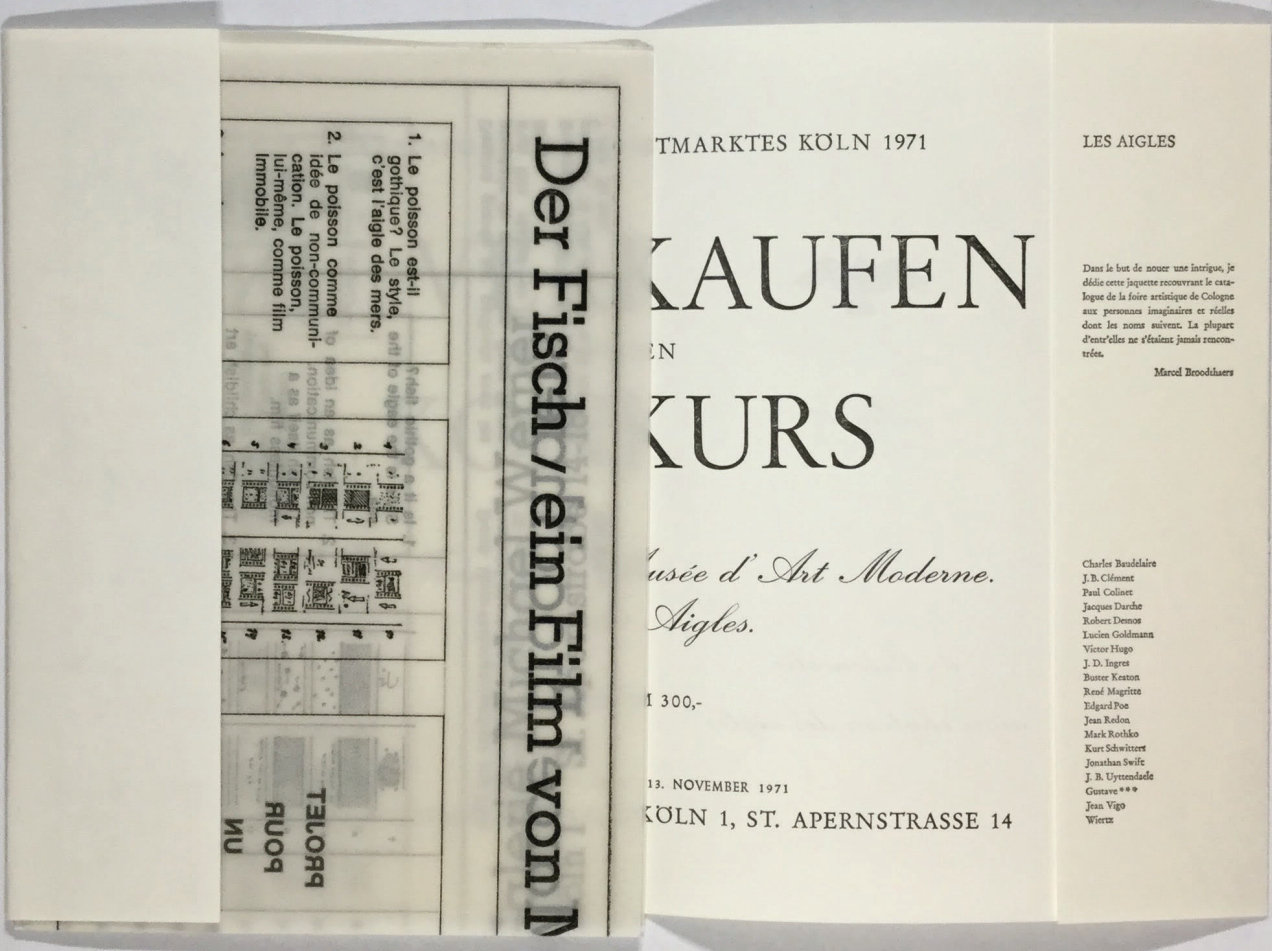 1. Le poisson est-il
gothique? Le style,
c'est l'aigle des mers.
2. Le poisson comme
idée de non-communi-
cation. Le poisson,
lui-même, comme film
immobile.
Der Fisch / ein Film von
PROJET
POUR
UN
TMARKTES KÖLN 1971
KAUFEN
EN
KURS
usée d' Art Moderne.
Aigles.
300,-
13. NOVEMBER 1971
KÖLN 1, ST. APERNSTRASSE 14
LES AIGLES
Dans le but de nouer une intrigue, je
dédie cette jaquette recouvrant le cata-
logue de la foire artistique de Cologne
aux personnes imaginaires et réelles
dont les noms suivent. La plupart
d'entr'elles ne s'étaient jamais rencon-
trées.
Marcel Broodthaers
Charles Baudelaire
J.B. Clément
Paul Colinet
Jacques Darche
Robert Desnos
Lucien Goldmann
Victor Hugo
J. D. Ingres
Buster Keaton
René Magritte
Edgard Poe
Jean Redon
Mark Rothko
Kurt Schwitters
Jonathan Swift
J. B. Uyttendaele
Gustave ***
Jean Vigo
Wiertz